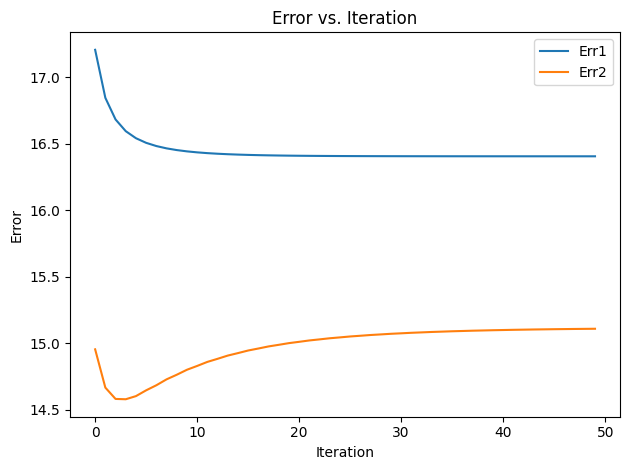 Error vs. Iteration
Err1
Err2
17.0
16.5
16.0
15.5
15.0
14.5
Error
0 10 20 30 40 50
Iteration